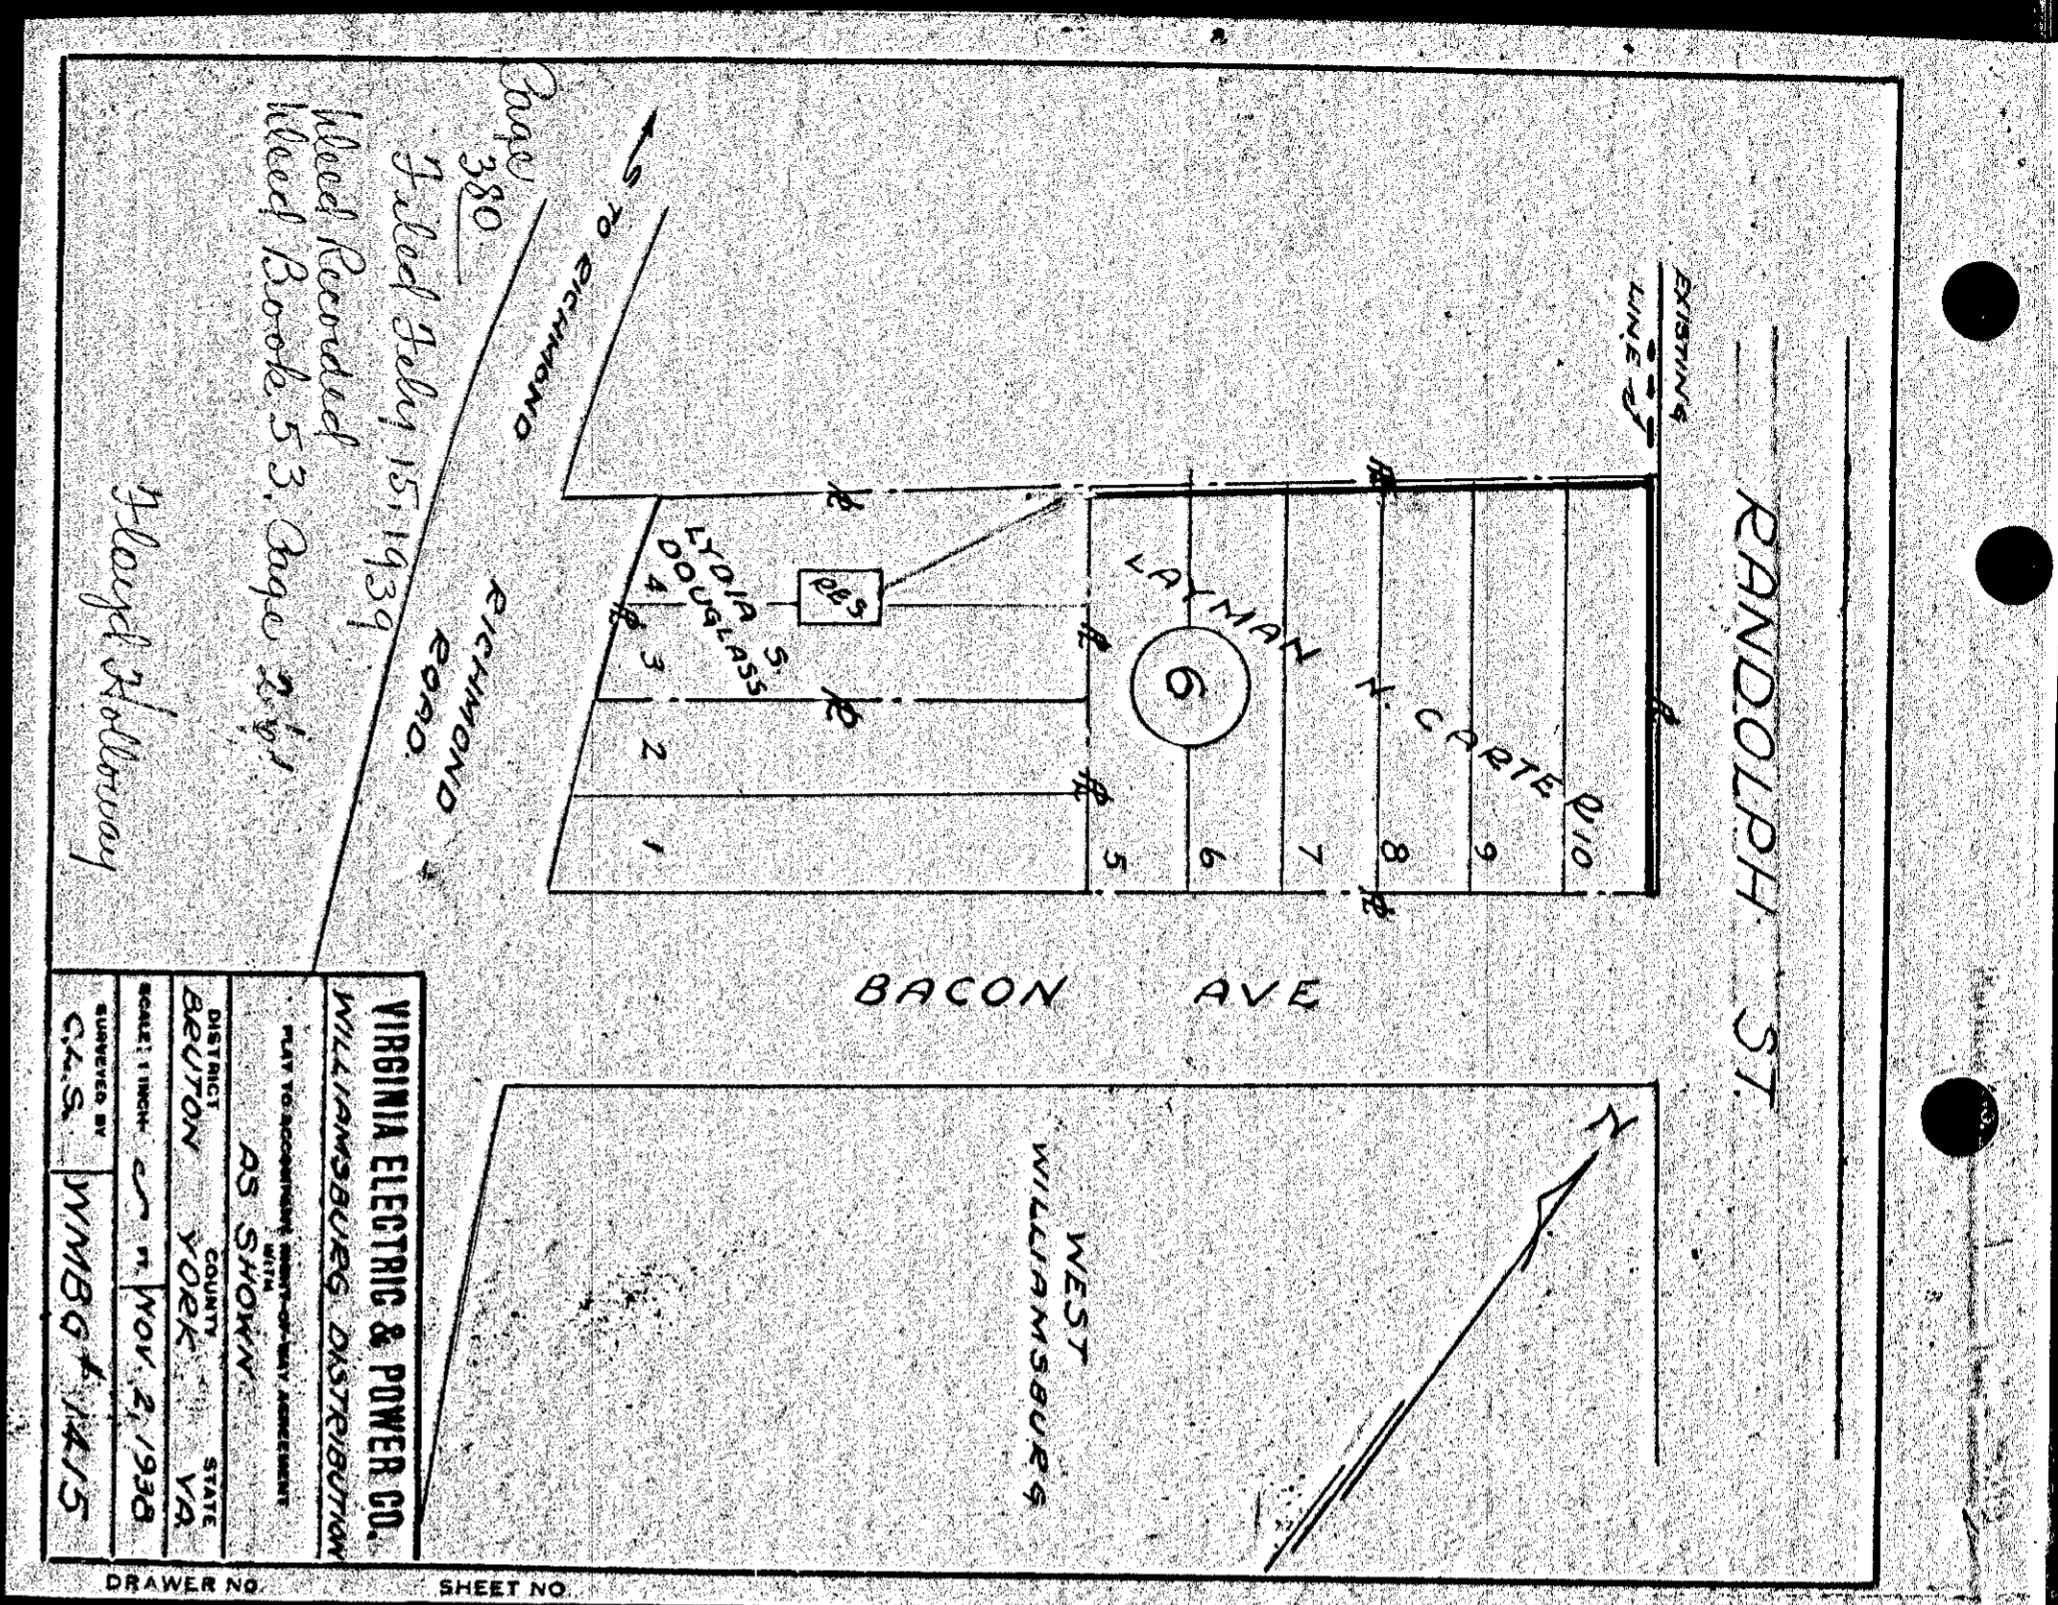 RANDOLPH ST.
EXISTING
LINE
LAYMAN N. CARTER
6
5
6
7
8
9
10
LYDIA S.
DOUGLASS
RES
4
3
2
1
BACON AVE
N
WEST
WILLIAMSBURG
TO RICHMOND
RICHMOND
ROAD.
Page
380
Filed Feby 15, 1939
Deed Recorded
Deed Book 53, Page
Floyd Holloway
VIRGINIA ELECTRIC & POWER CO.
WILLIAMSBURG DISTRIBUTION
PLAT TO ACCOMPANY RIGHT-OF-WAY AGREEMENT
WITH
AS SHOWN
DISTRICT COUNTY STATE
BRUTON YORK VA
SCALE: 1 INCH = FT. NOV. 2, 1938
SURVEYED BY
C.L.S. WMBG # 1415
DRAWER NO.
SHEET NO.